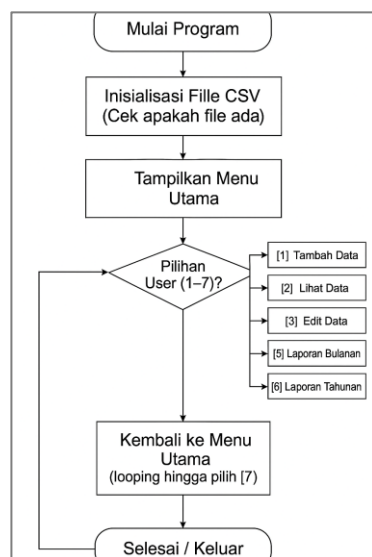 Mulai Program
Inisialisasi Fille CSV
(Cek apakah file ada)
Tampilkan Menu
Utama
Pilihan
User (1–7)?
[1] Tambah Data
[2] Lihat Data
[3] Edit Data
[5] Laporan Bulanan
[6] Laporan Tahunan
Kembali ke Menu
Utama
(looping hingga pilih [7)
Selesai / Keluar